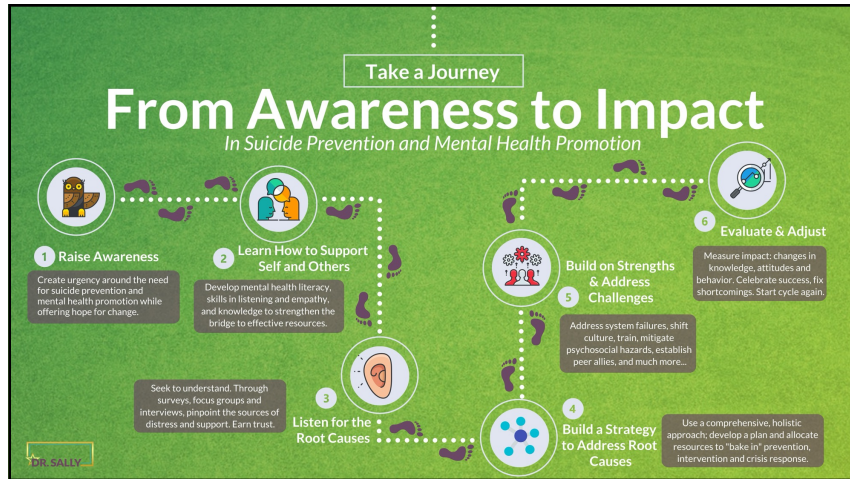 Take a Journey
From Awareness to Impact
In Suicide Prevention and Mental Health Promotion
1 Raise Awareness
Create urgency around the need
for suicide prevention and
mental health promotion while
offering hope for change.
2 Learn How to Support
Self and Others
Develop mental health literacy,
skills in listening and empathy,
and knowledge to strengthen the
bridge to effective resources.
3 Listen for the
Root Causes
Seek to understand. Through
surveys, focus groups and
interviews, pinpoint the sources of
distress and support. Earn trust.
4 Build a Strategy
to Address Root
Causes
Use a comprehensive, holistic
approach; develop a plan and allocate
resources to "bake in" prevention,
intervention and crisis response.
5 Build on Strengths
& Address
Challenges
Address system failures, shift
culture, train, mitigate
psychosocial hazards, establish
peer allies, and much more...
6 Evaluate & Adjust
Measure impact: changes in
knowledge, attitudes and
behavior. Celebrate success, fix
shortcomings. Start cycle again.
DR. SALLY